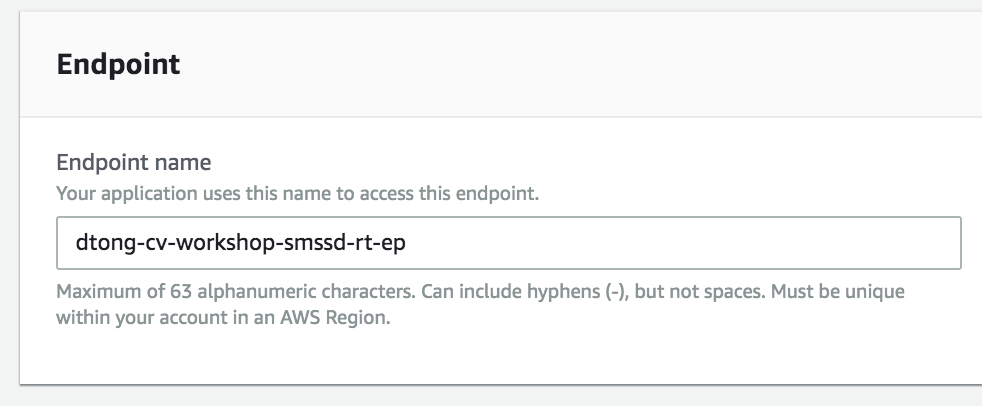 Endpoint
Endpoint name
Your application uses this name to access this endpoint.
dtong-cv-workshop-smssd-rt-ep
Maximum of 63 alphanumeric characters. Can include hyphens (-), but not spaces. Must be unique
within your account in an AWS Region.